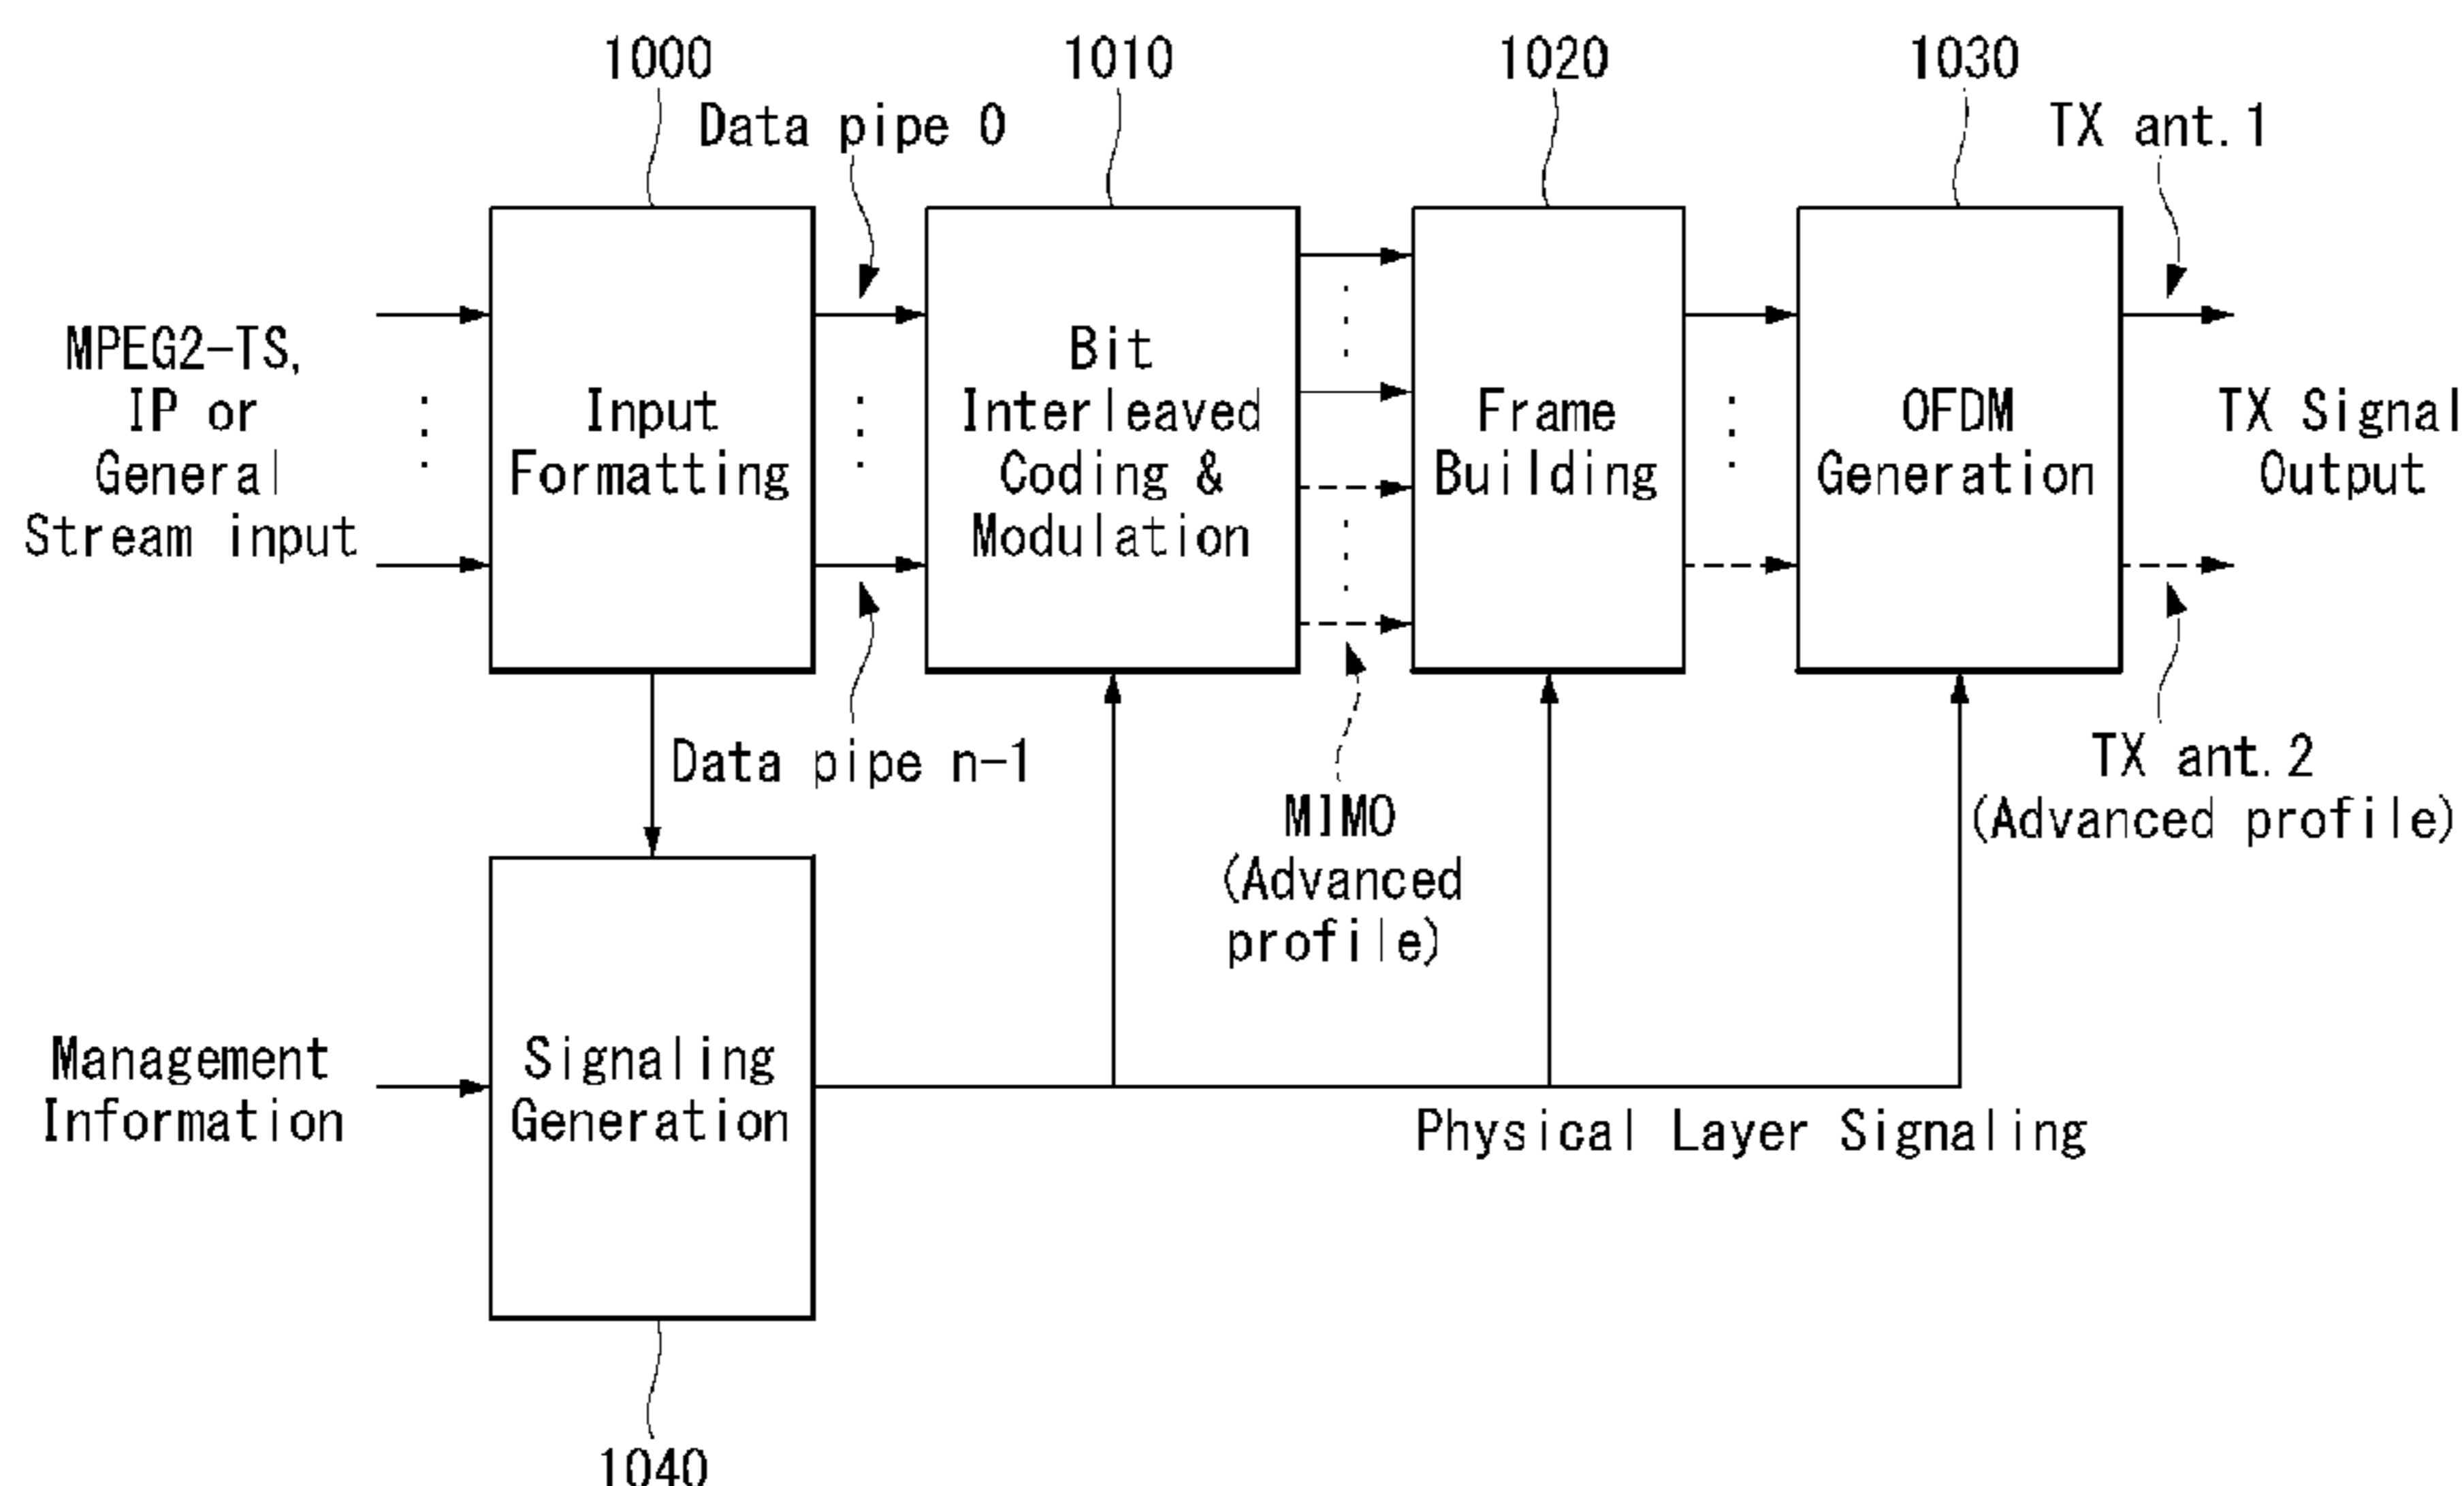 1000
1010
1020
1030
Data pipe 0
TX ant.1
MPEG2-TS,
IP or
General
Stream input
Input
Formatting
Bit
Interleaved
Coding &
Modulation
Frame
Building
OFDM
Generation
TX Signal
Output
Data pipe n-1
MIMO
(Advanced
profile)
TX ant.2
(Advanced profile)
Management
Information
Signaling
Generation
Physical Layer Signaling
1040